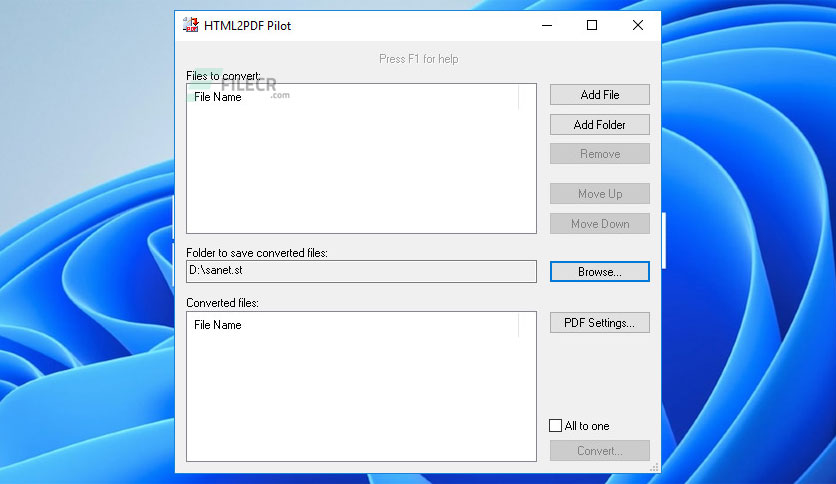 HTML2PDF Pilot
Press F1 for help
Files to convert:
FILECR
.com
File Name
Add File
Add Folder
Remove
Move Up
Move Down
Folder to save converted files:
D:\sanet.st
Browse...
Converted files:
File Name
PDF Settings...
All to one
Convert...